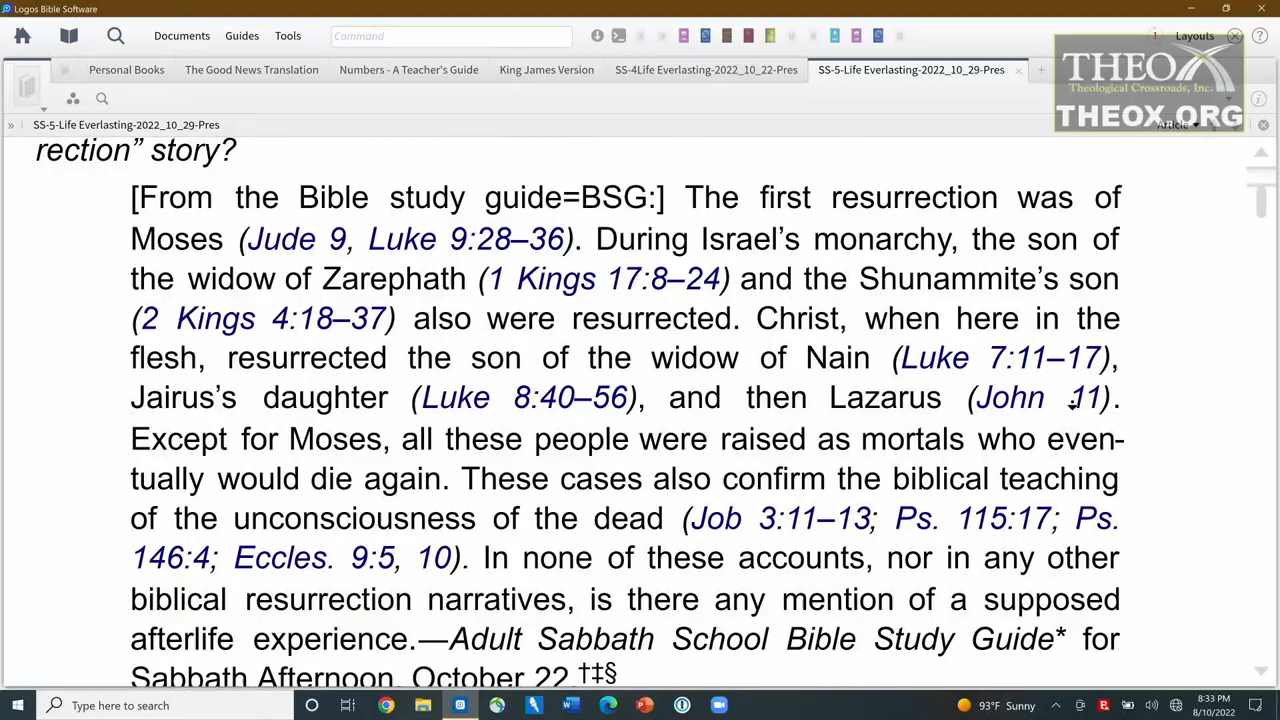 Logos Bible Software
Documents Guides Tools Command Layouts
Personal Books The Good News Translation Numbers - A Teacher's Guide King James Version SS-4Life Everlasting-2022_10_22-Pres SS-5-Life Everlasting-2022_10_29-Pres
THEOX
Theological Crossroads, Inc.
THEOX.ORG
SS-5-Life Everlasting-2022_10_29-Pres Article
rection” story?
[From the Bible study guide=BSG:] The first resurrection was of
Moses (Jude 9, Luke 9:28–36). During Israel’s monarchy, the son of
the widow of Zarephath (1 Kings 17:8–24) and the Shunammite’s son
(2 Kings 4:18–37) also were resurrected. Christ, when here in the
flesh, resurrected the son of the widow of Nain (Luke 7:11–17),
Jairus’s daughter (Luke 8:40–56), and then Lazarus (John 11).
Except for Moses, all these people were raised as mortals who even-
tually would die again. These cases also confirm the biblical teaching
of the unconsciousness of the dead (Job 3:11–13; Ps. 115:17; Ps.
146:4; Eccles. 9:5, 10). In none of these accounts, nor in any other
biblical resurrection narratives, is there any mention of a supposed
afterlife experience.—Adult Sabbath School Bible Study Guide* for
Sabbath Afternoon, October 22.†‡§
Type here to search 93°F Sunny 8:33 PM
8/10/2022